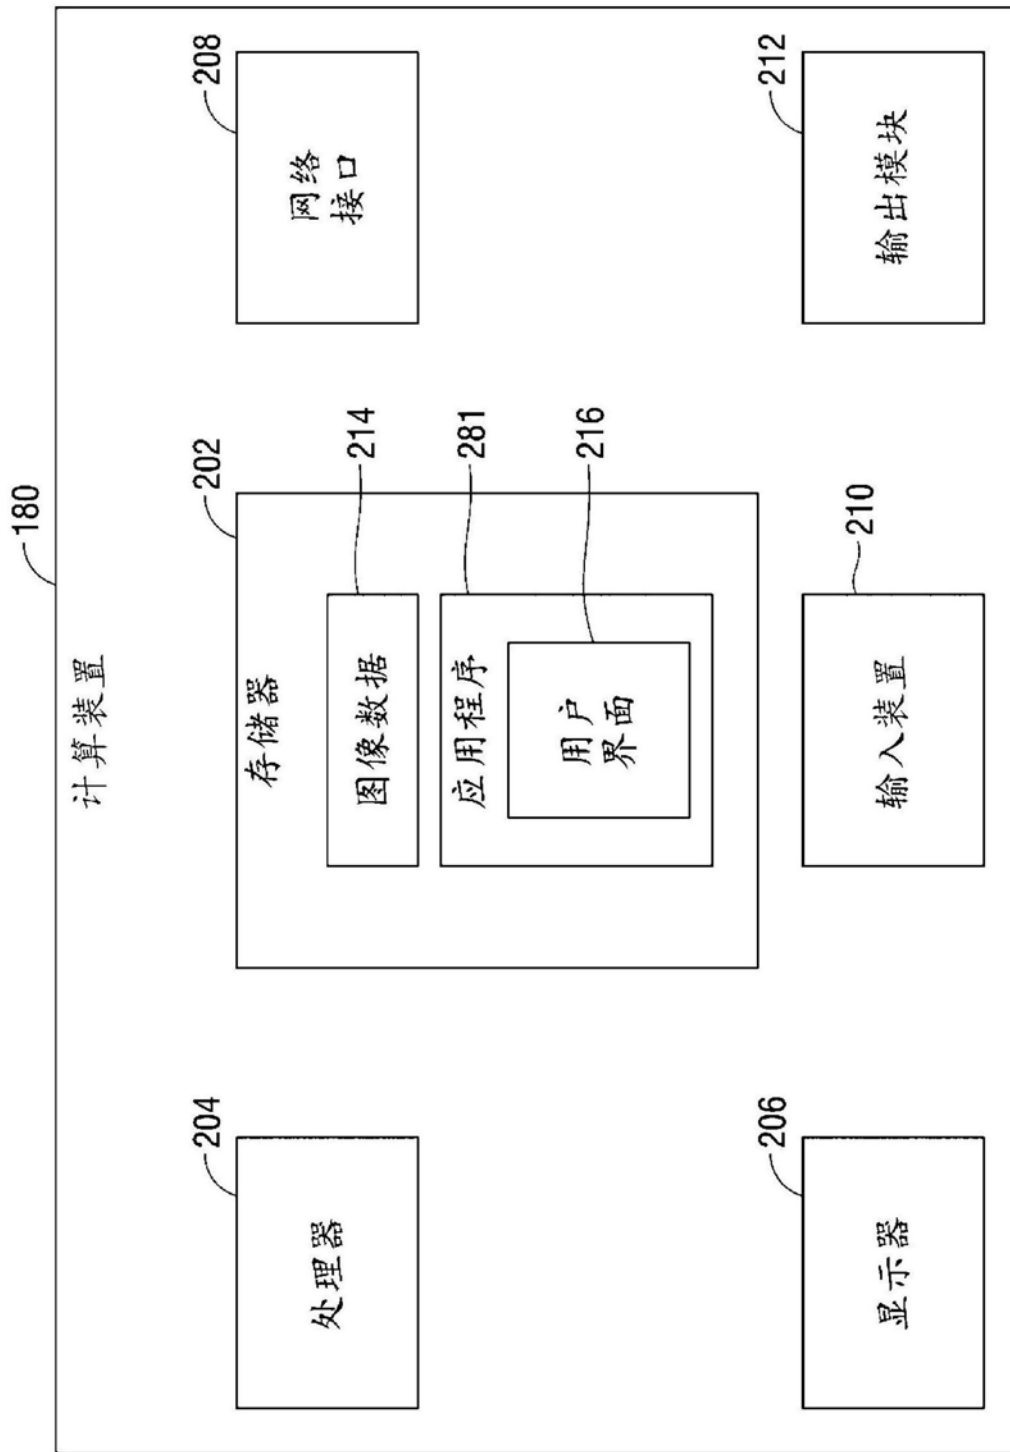 180
计算装置
204
处理器
202
存储器
214
图像数据
281
应用程序
216
用户
界面
208
网络
接口
206
显示器
210
输入装置
212
输出模块